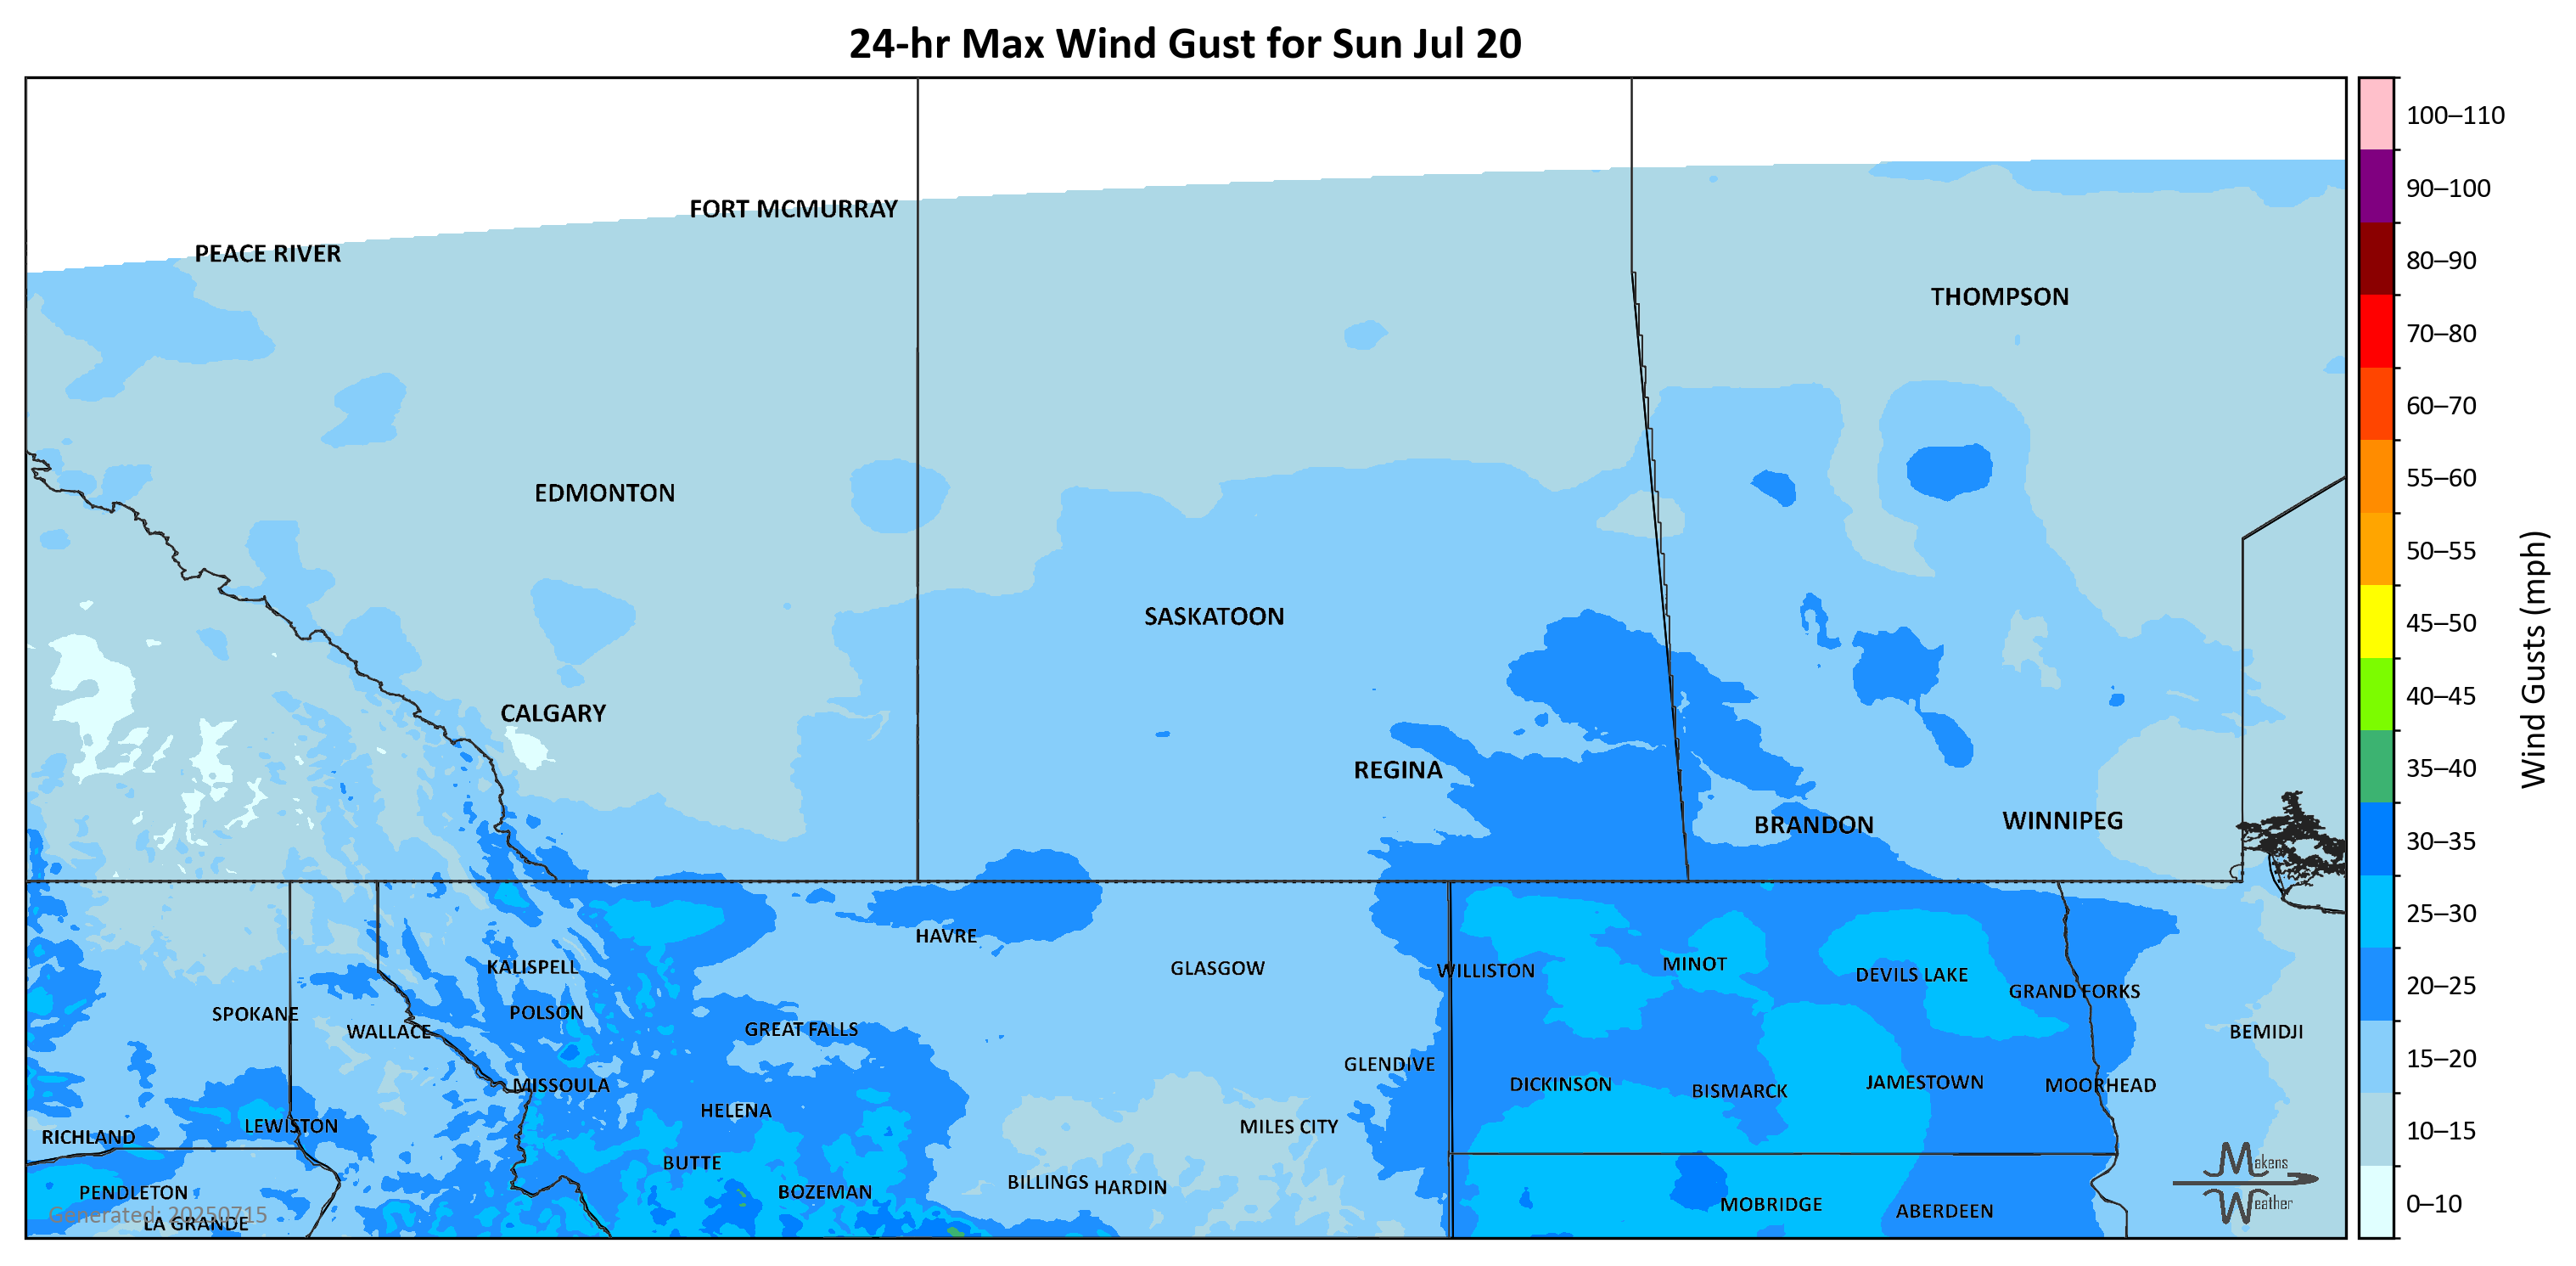 24-hr Max Wind Gust for Sun Jul 20
FORT MCMURRAY
PEACE RIVER
THOMPSON
EDMONTON
SASKATOON
CALGARY
REGINA
BRANDON
WINNIPEG
HAVRE
KALISPELL
GLASGOW
WILLISTON
MINOT
DEVILS LAKE
GRAND FORKS
SPOKANE
POLSON
WALLACE
GREAT FALLS
BEMIDJI
GLENDIVE
MISSOULA
DICKINSON
BISMARCK
JAMESTOWN
MOORHEAD
HELENA
LEWISTON
MILES CITY
RICHLAND
BUTTE
PENDLETON
BOZEMAN
BILLINGS
HARDIN
MOBRIDGE
ABERDEEN
Generated: 20250715
LA GRANDE
Makens
Weather
100–110
90–100
80–90
70–80
60–70
55–60
50–55
45–50
40–45
35–40
30–35
25–30
20–25
15–20
10–15
0–10
Wind Gusts (mph)